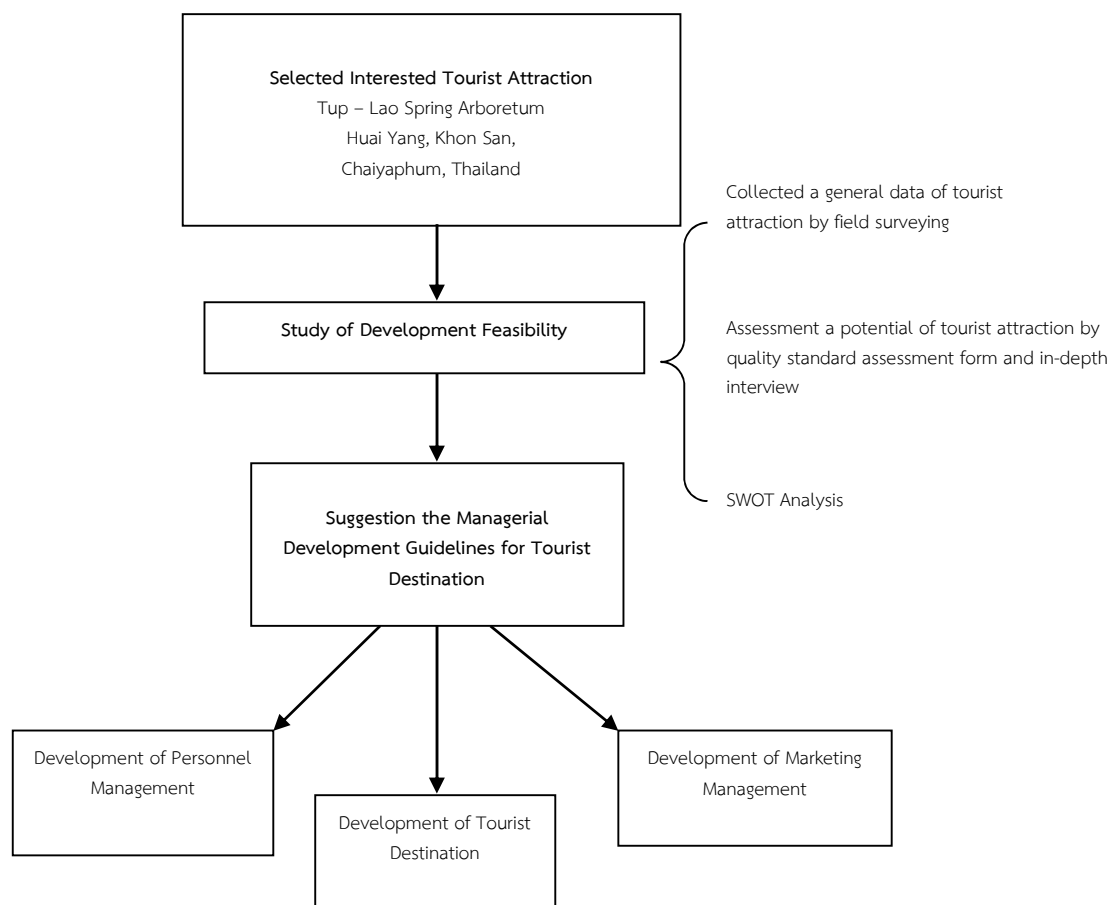 Selected Interested Tourist Attraction
Tup – Lao Spring Arboretum
Huai Yang, Khon San,
Chaiyaphum, Thailand
Collected a general data of tourist
attraction by field surveying
Study of Development Feasibility
Assessment a potential of tourist attraction by
quality standard assessment form and in-depth
interview
SWOT Analysis
Suggestion the Managerial
Development Guidelines for Tourist
Destination
Development of Personnel
Management
Development of Tourist
Destination
Development of Marketing
Management